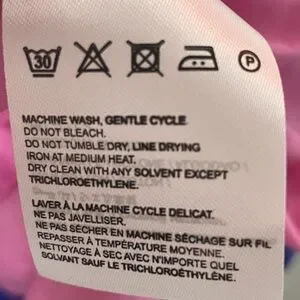 30
P
MACHINE WASH, GENTLE CYCLE
DO NOT BLEACH.
DO NOT TUMBLE DRY, LINE DRYING
IRON AT MEDIUM HEAT.
DRY CLEAN WITH ANY SOLVENT EXCEPT
TRICHLOROETHYLENE.
LAVER À LA MACHINE CYCLE DELICAT.
NE PAS JAVELLISER.
NE PAS SÉCHER EN MACHINE SÉCHAGE SUR FIL
REPASSER À TEMPÉRATURE MOYENNE.
NETTOYAGE À SEC AVEC N'IMPORTE QUEL
SOLVANT SAUF LE TRICHLOROÉTHYLÈNE.